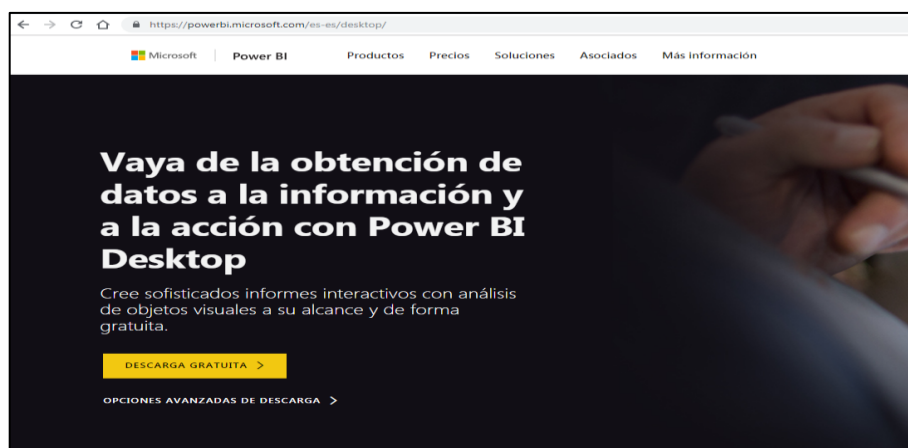 https://powerbi.microsoft.com/es-es/desktop/
Microsoft Power BI Productos Precios Soluciones Asociados Más información
Vaya de la obtención de
datos a la información y
a la acción con Power BI
Desktop
Cree sofisticados informes interactivos con análisis
de objetos visuales a su alcance y de forma
gratuita.
DESCARGA GRATUITA >
OPCIONES AVANZADAS DE DESCARGA >